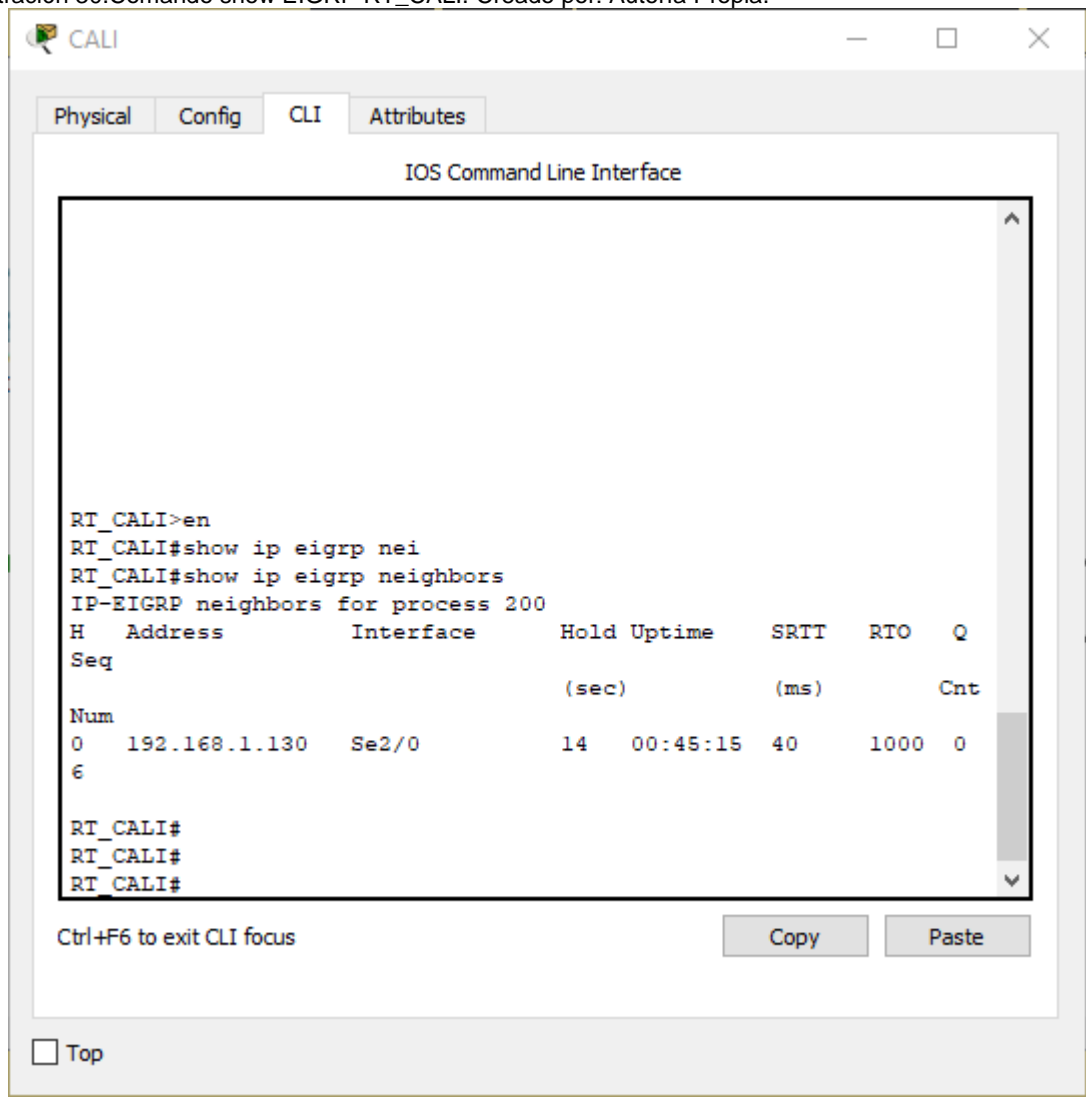 CALI
Physical Config CLI Attributes
IOS Command Line Interface
RT_CALI>en
RT_CALI#show ip eigrp nei
RT_CALI#show ip eigrp neighbors
IP-EIGRP neighbors for process 200
H Address Interface Hold Uptime SRTT RTO Q
Seq
(sec) (ms) Cnt
Num
0 192.168.1.130 Se2/0 14 00:45:15 40 1000 0
6
RT_CALI#
RT_CALI#
RT_CALI#
Ctrl+F6 to exit CLI focus
Copy Paste
Top